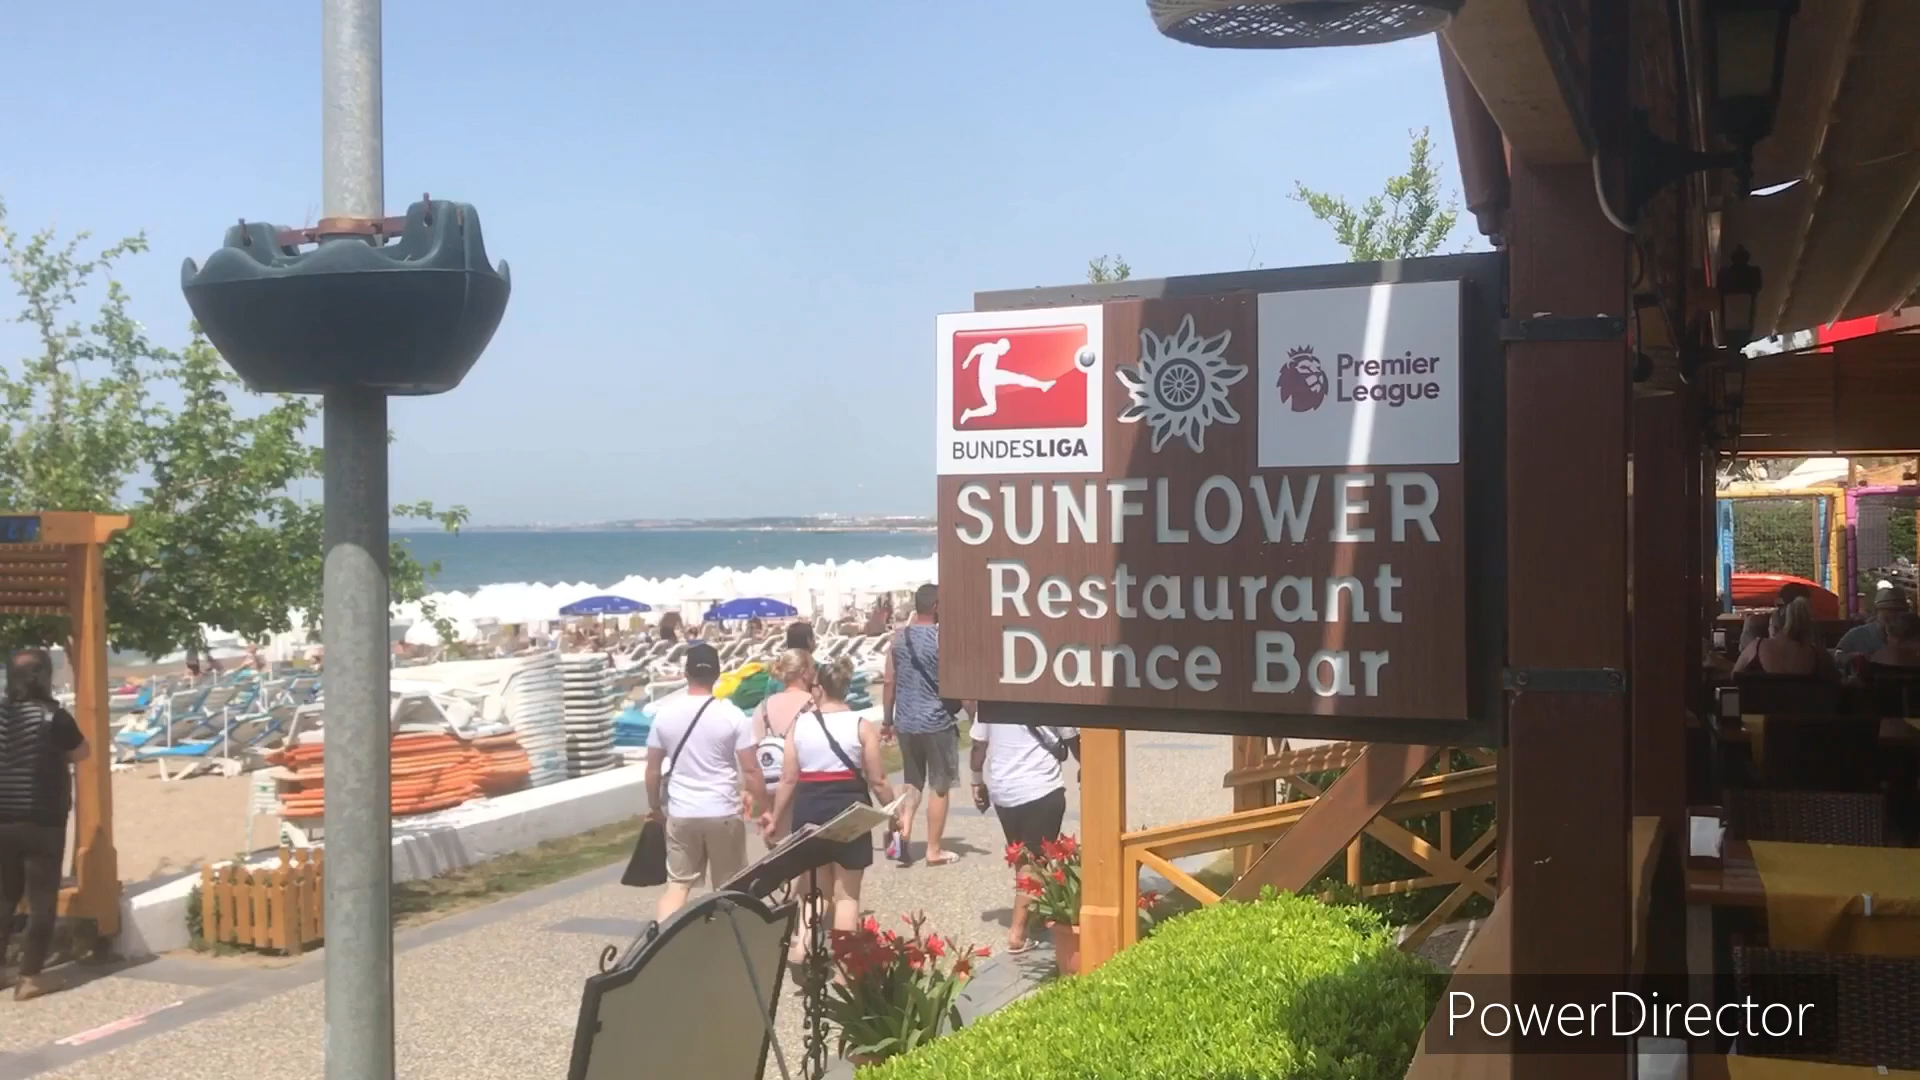 BUNDESLIGA
Premier
League
SUNFLOWER
Restaurant
Dance Bar
PowerDirector